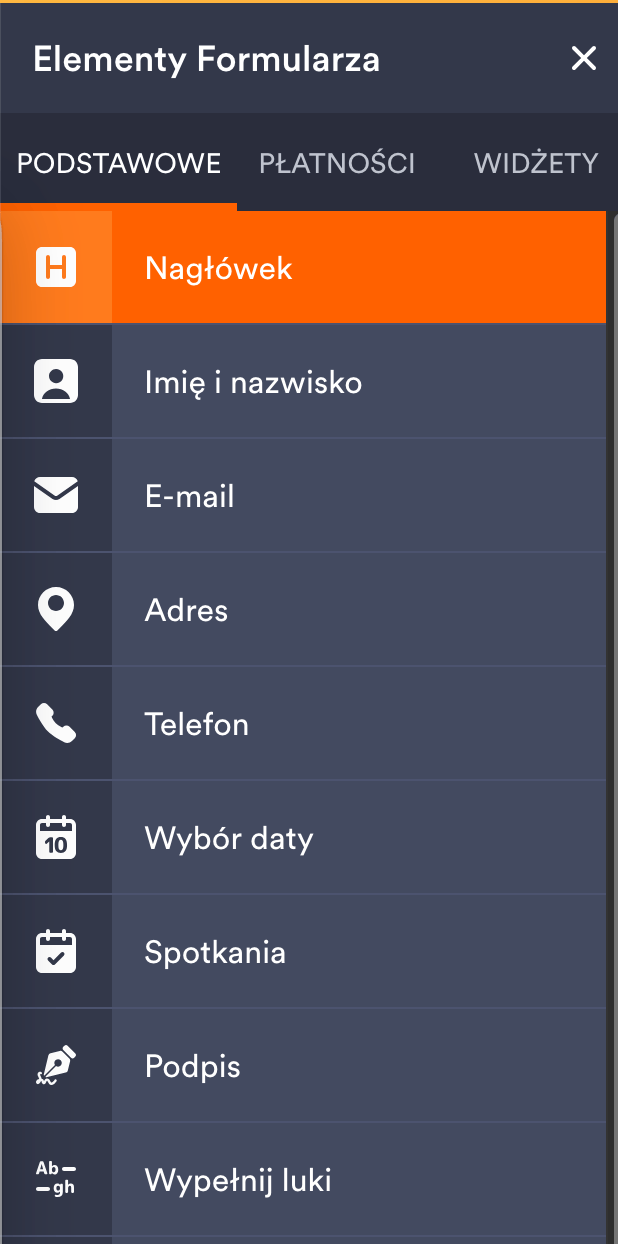 Elementy Formularza
PODSTAWOWE PŁATNOŚCI WIDŻETY
H Nagłówek
Imię i nazwisko
E-mail
Adres
Telefon
10 Wybór daty
Spotkania
Podpis
Ab
gh
Wypełnij luki